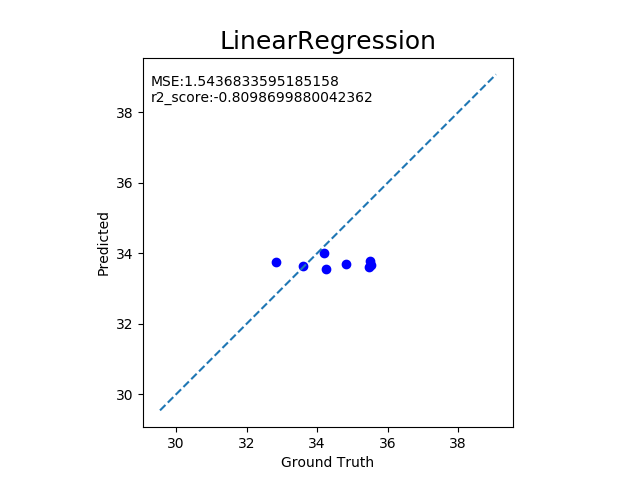 LinearRegression
MSE:1.5436833595185158
r2_score:-0.8098699880042362
38
36
34
32
30
Predicted
30 32 34 36 38
Ground Truth